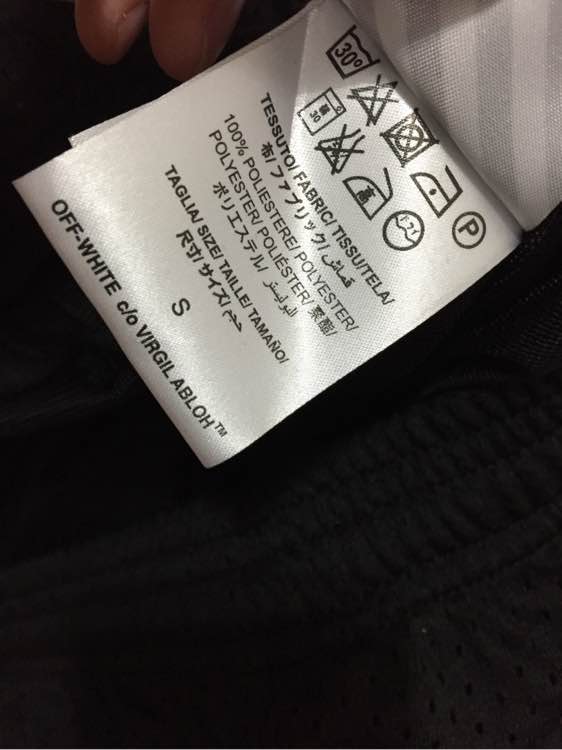 30°
P
30
TESSUTO/ FABRIC/ TISSU/TELA/
布/ ファブリック/ قماش/
100% POLIESTERE/ POLYESTER/
POLYESTER/ POLIÉSTER/ 聚酯/
ポリエステル/ البوليستر
TAGLIA/ SIZE/ TAILLE/ TAMAÑO/
尺寸/ サイズ/ حجم/
S
OFF-WHITE c/o VIRGIL ABLOH™